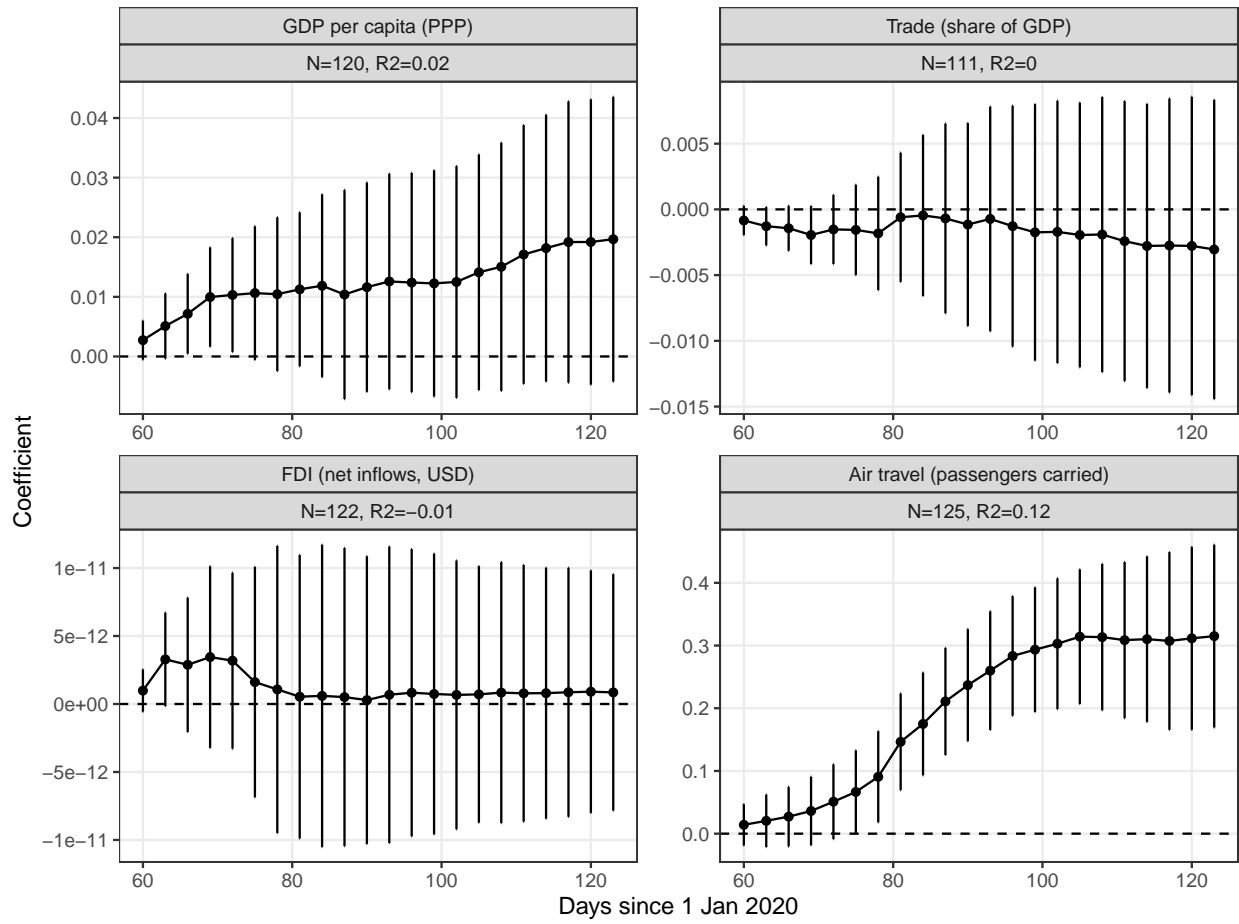 GDP per capita (PPP)
N=120, R2=0.02
0.04
0.03
0.02
0.01
0.00
60 80 100 120
Trade (share of GDP)
N=111, R2=0
0.005
0.000
−0.005
−0.010
−0.015
60 80 100 120
Coefficient
FDI (net inflows, USD)
N=122, R2=−0.01
1e−11
5e−12
0e+00
−5e−12
−1e−11
60 80 100 120
Air travel (passengers carried)
N=125, R2=0.12
0.4
0.3
0.2
0.1
0.0
60 80 100 120
Days since 1 Jan 2020